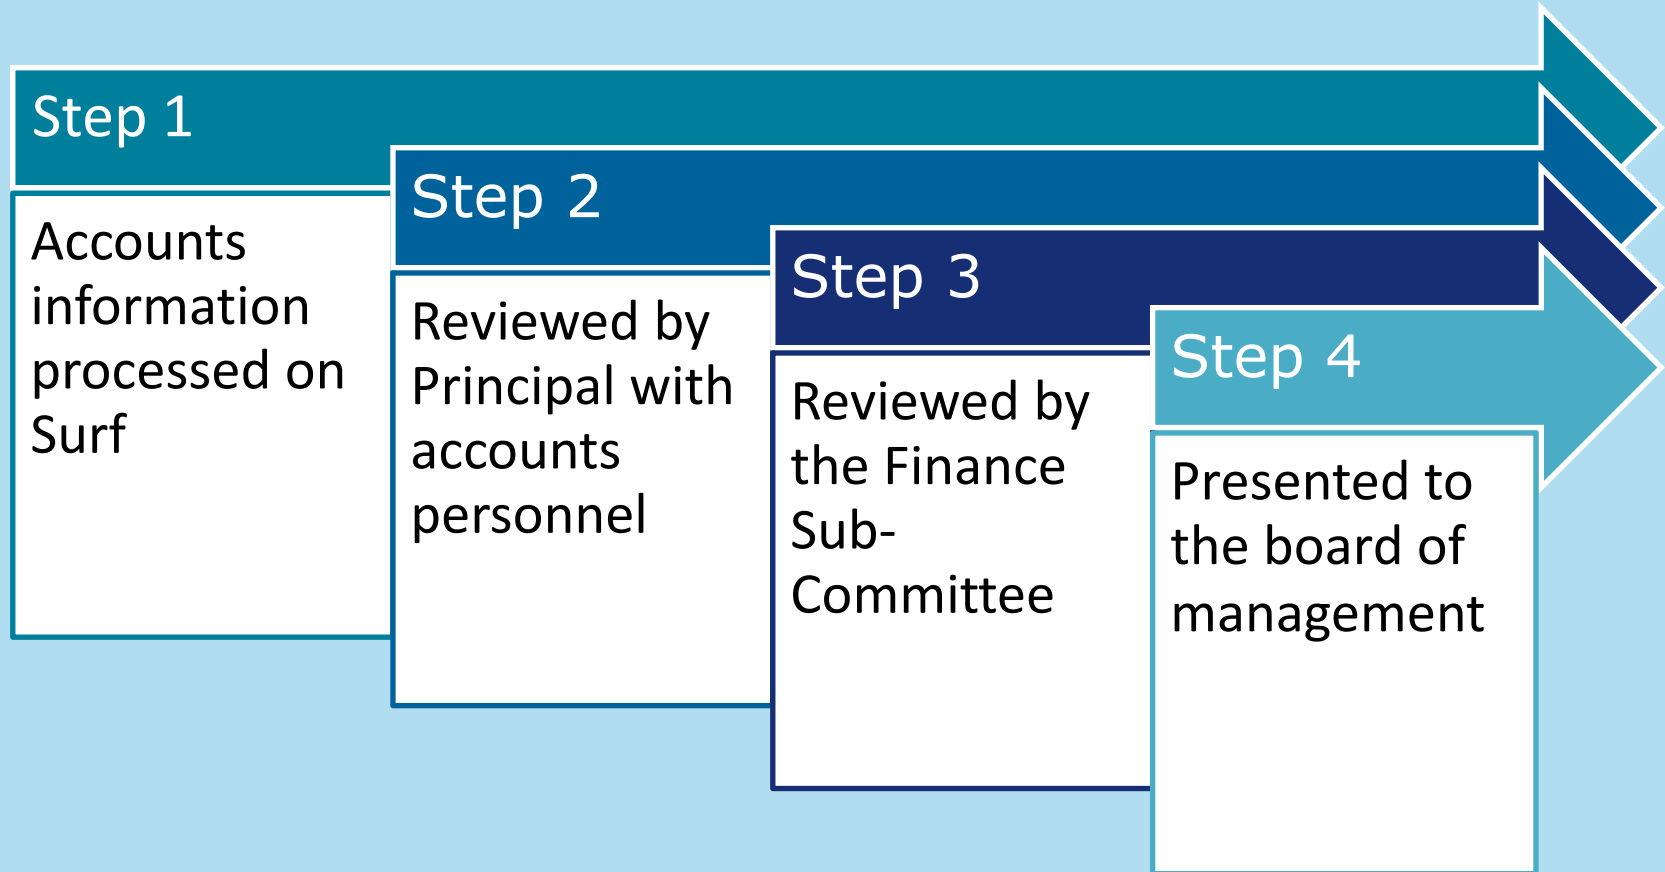 Step 1
Accounts
information
processed on
Surf
Step 2
Reviewed by
Principal with
accounts
personnel
Step 3
Reviewed by
the Finance
Sub-
Committee
Step 4
Presented to
the board of
management